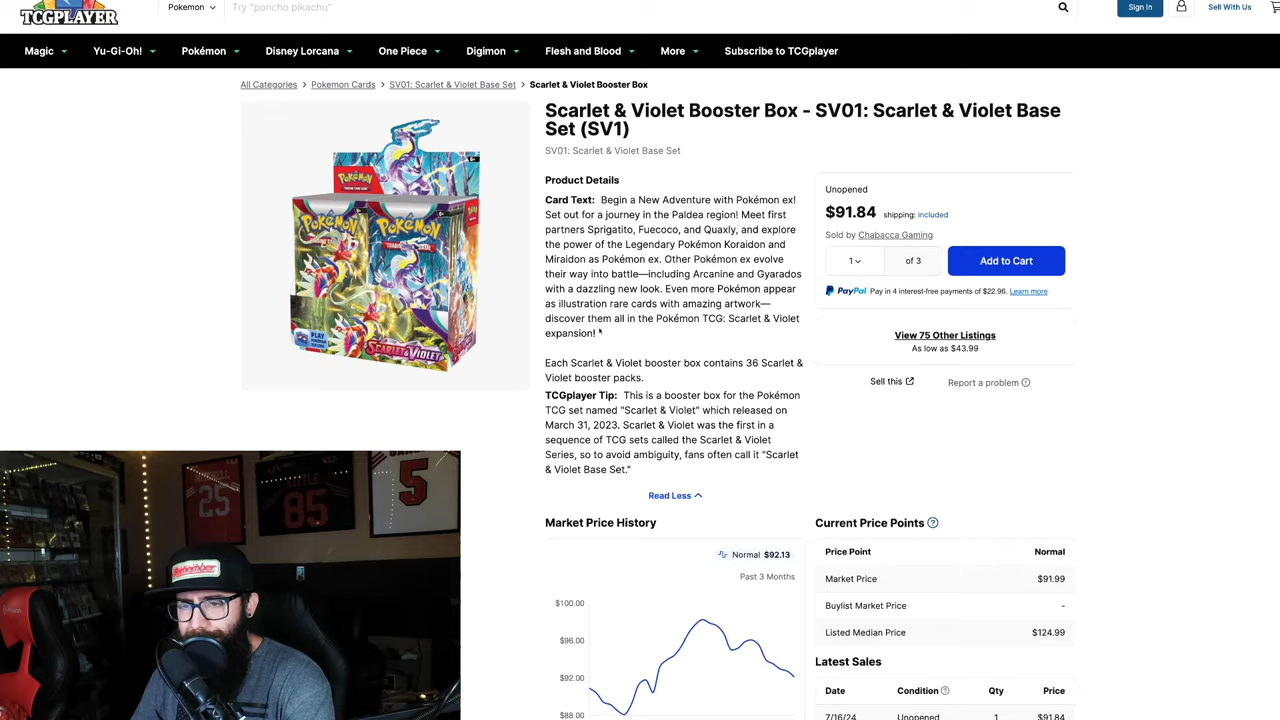 TCGPLAYER
Pokemon
Try "poncho pikachu"
Sign In
Sell With Us
Magic
Yu-Gi-Oh!
Pokémon
Disney Lorcana
One Piece
Digimon
Flesh and Blood
More
Subscribe to TCGplayer
All Categories > Pokemon Cards > SV01: Scarlet & Violet Base Set > Scarlet & Violet Booster Box
Scarlet & Violet Booster Box - SV01: Scarlet & Violet Base
Set (SV1)
SV01: Scarlet & Violet Base Set
Product Details
Card Text: Begin a New Adventure with Pokémon ex!
Set out for a journey in the Paldea region! Meet first
partners Sprigatito, Fuecoco, and Quaxly, and explore
the power of the Legendary Pokémon Koraidon and
Miraidon as Pokémon ex. Other Pokémon ex evolve
their way into battle—including Arcanine and Gyarados
with a dazzling new look. Even more Pokémon appear
as illustration rare cards with amazing artwork—
discover them all in the Pokémon TCG: Scarlet & Violet
expansion!
Each Scarlet & Violet booster box contains 36 Scarlet &
Violet booster packs.
TCGplayer Tip: This is a booster box for the Pokémon
TCG set named "Scarlet & Violet" which released on
March 31, 2023. Scarlet & Violet was the first in a
sequence of TCG sets called the Scarlet & Violet
Series, so to avoid ambiguity, fans often call it "Scarlet
& Violet Base Set."
Read Less
Unopened
$91.84 shipping: included
Sold by Chabacca Gaming
1
of 3
Add to Cart
PayPal Pay in 4 interest-free payments of $22.96. Learn more
View 75 Other Listings
As low as $43.99
Sell this
Report a problem
POKÉMON
Pokémon
Pokémon
PLAY
SCARLET & VIOLET
Market Price History
Normal $92.13
Past 3 Months
$100.00
$96.00
$92.00
$88.00
Current Price Points
Price Point Normal
Market Price $91.99
Buylist Market Price -
Listed Median Price $124.99
Latest Sales
Date Condition Qty Price
7/16/24 Unopened 1 $91.84
25
85
5